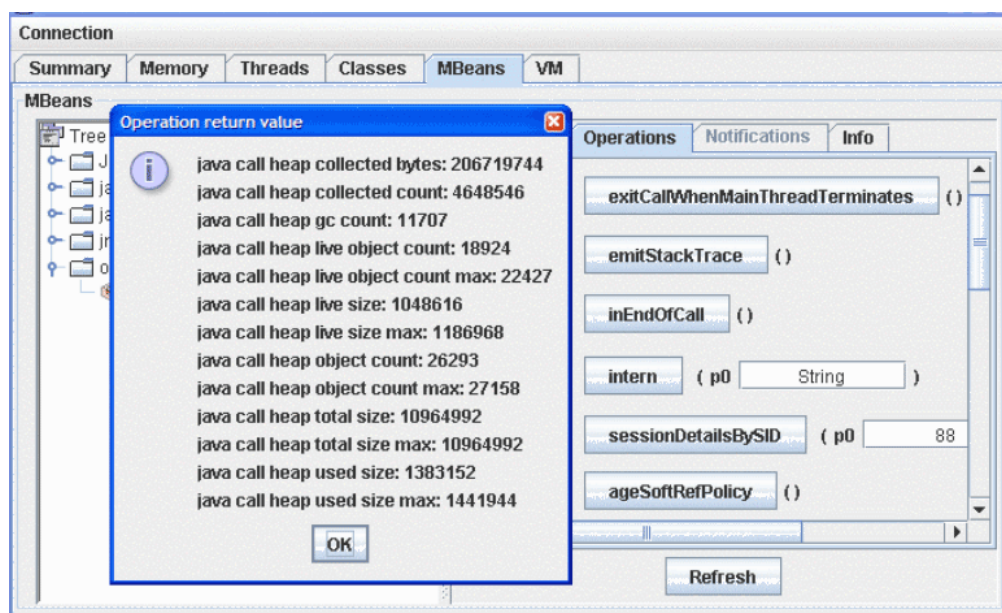 Connection
Summary Memory Threads Classes MBeans VM
MBeans
Tree
Operation return value
java call heap collected bytes: 206719744
java call heap collected count: 4648546
java call heap gc count: 11707
java call heap live object count: 18924
java call heap live object count max: 22427
java call heap live size: 1048616
java call heap live size max: 1186968
java call heap object count: 26293
java call heap object count max: 27158
java call heap total size: 10964992
java call heap total size max: 10964992
java call heap used size: 1383152
java call heap used size max: 1441944
OK
Operations Notifications Info
exitCallWhenMainThreadTerminates ( )
emitStackTrace ( )
inEndOfCall ( )
intern ( p0 String )
sessionDetailsBySID ( p0 88
ageSoftRefPolicy ( )
Refresh